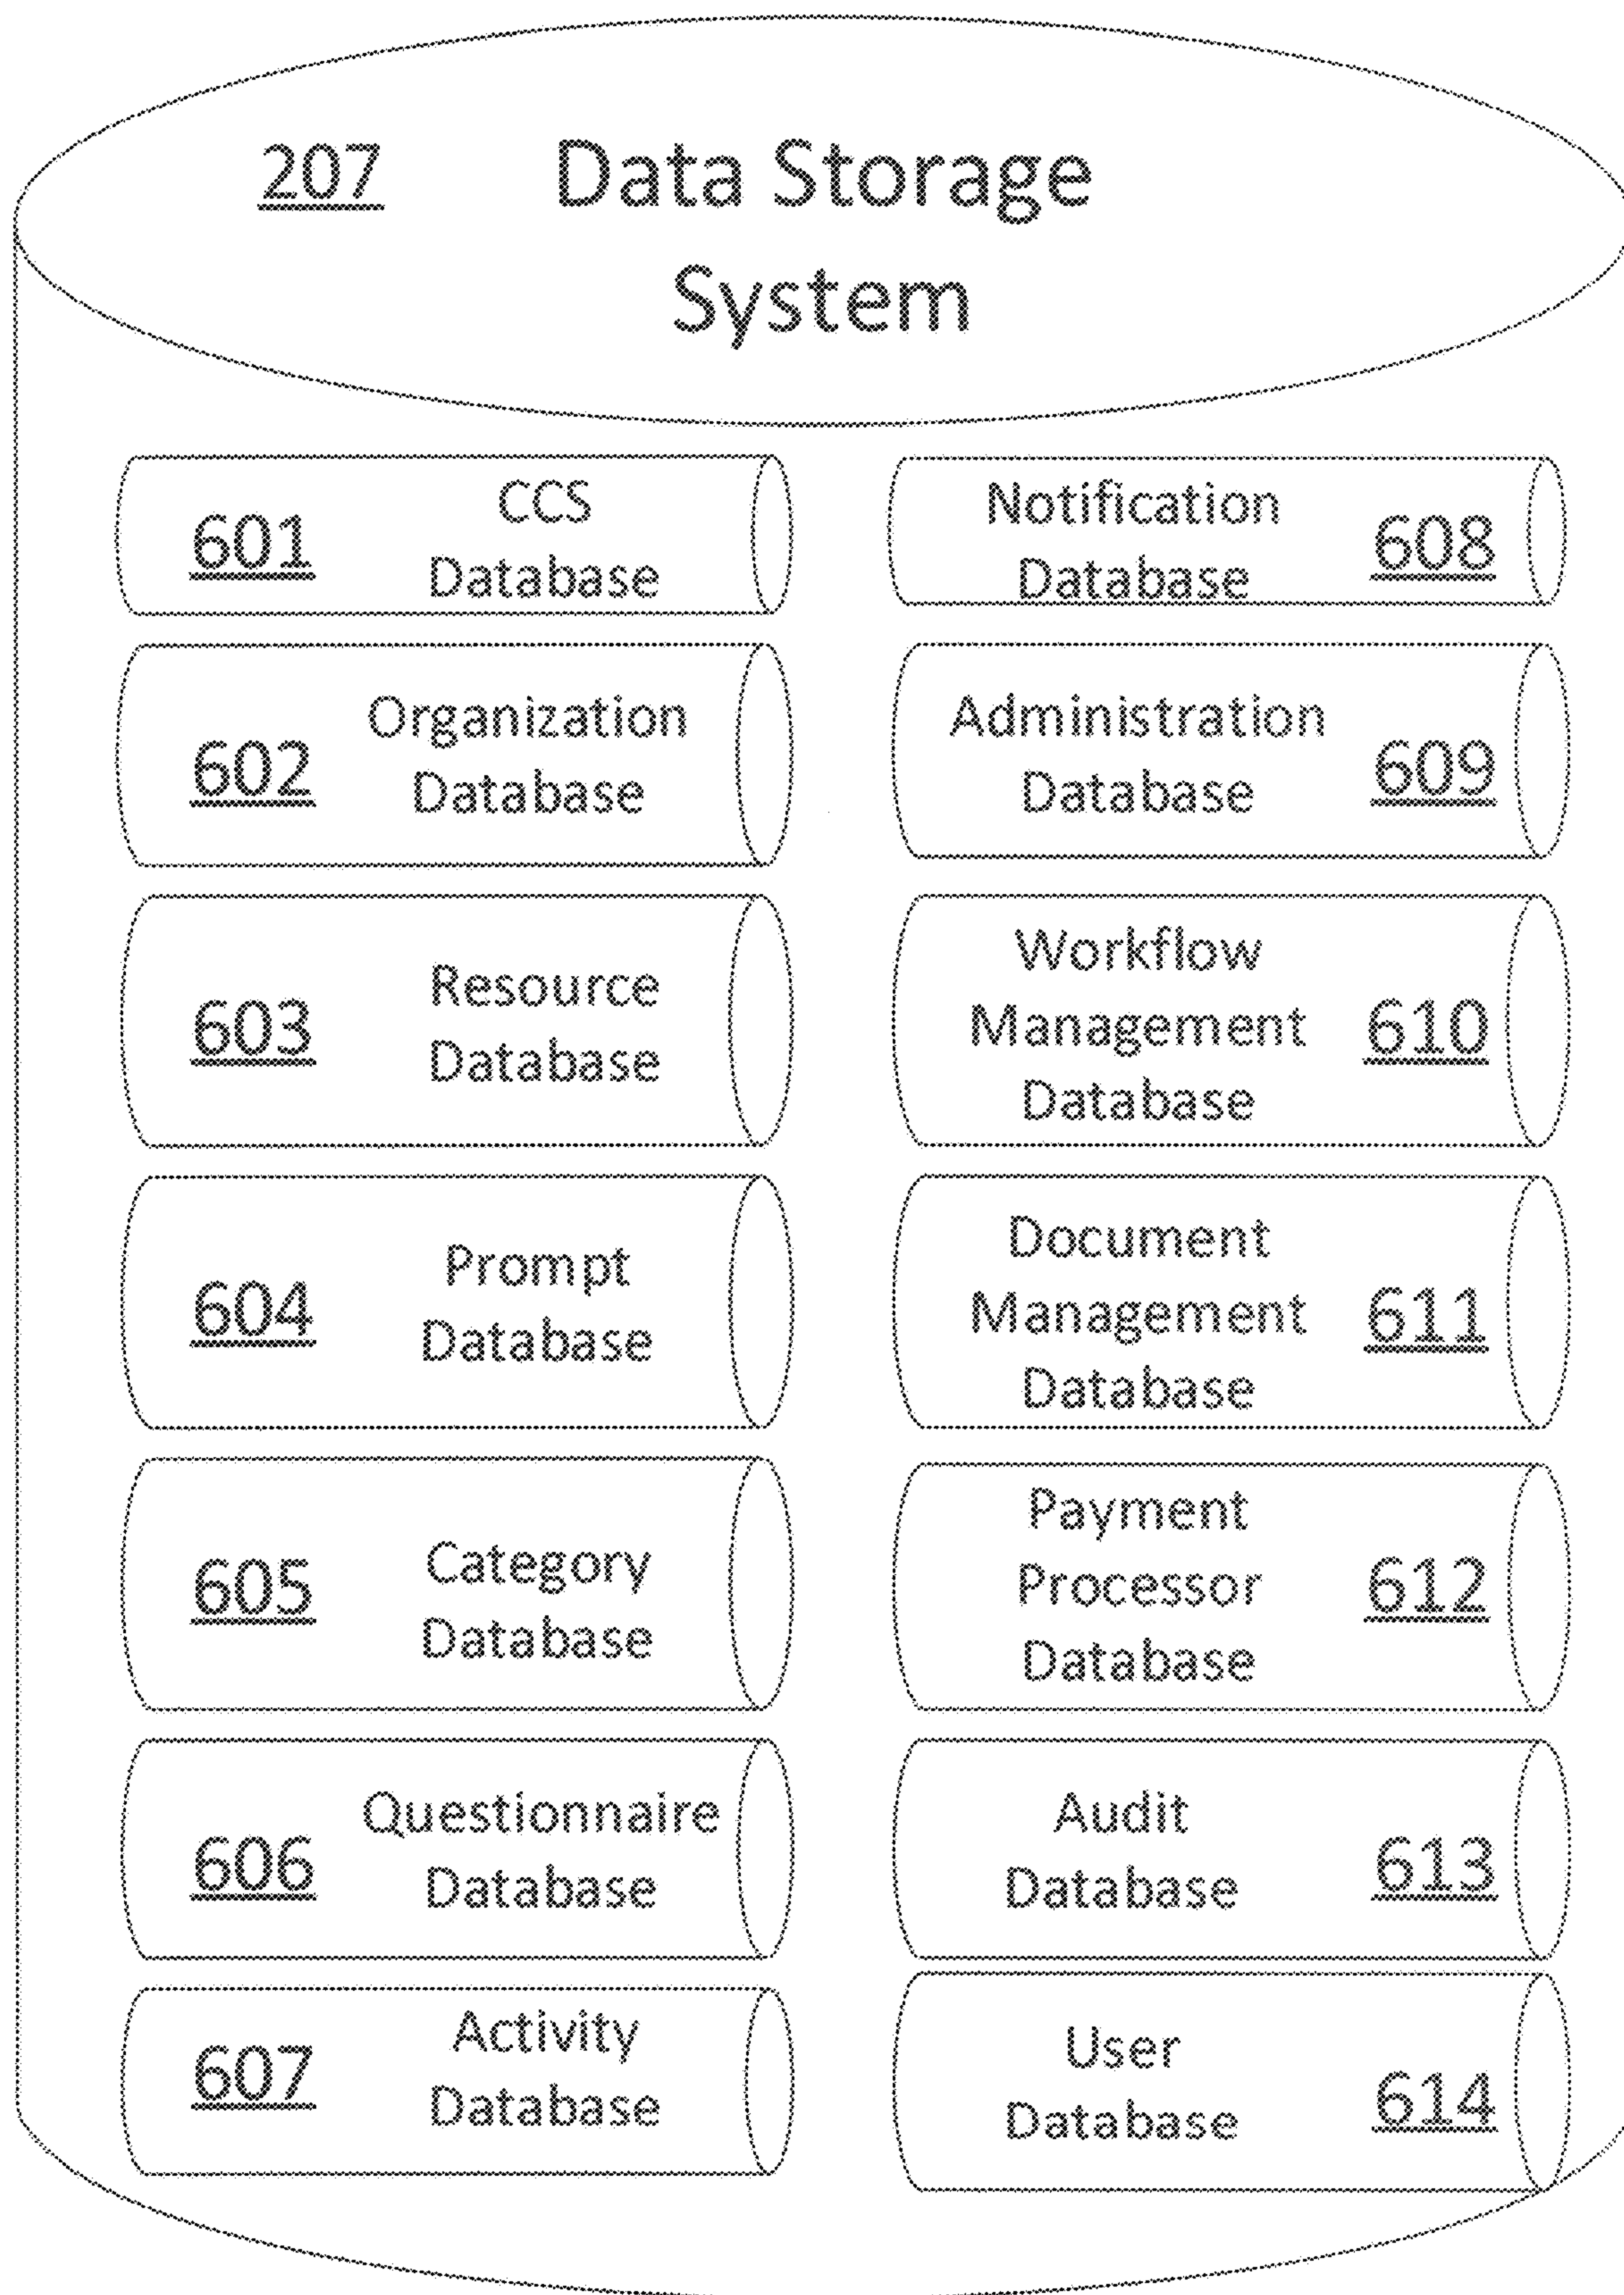 207 Data Storage
System
CCS
601
Database
Organization
602
Database
Resource
603
Database
Prompt
604
Database
Category
605
Database
Questionnaire
606
Database
Activity
607
Database
Notification
608
Database
Administration
609
Database
Workflow
Management 610
Database
Document
Management 611
Database
Payment
Processor 612
Database
Audit
613
Database
User
614
Database